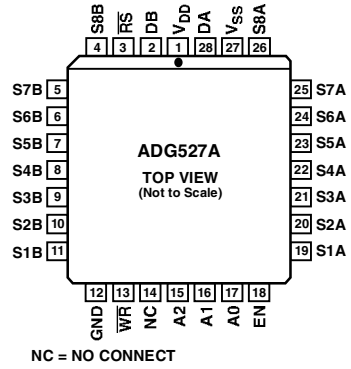 S8B RS DB VDD DA VSS S8A
4 3 2 1 28 27 26
S7B 5
S6B 6
S5B 7
S4B 8
S3B 9
S2B 10
S1B 11
ADG527A
TOP VIEW
(Not to Scale)
25 S7A
24 S6A
23 S5A
22 S4A
21 S3A
20 S2A
19 S1A
12 13 14 15 16 17 18
GND WR NC A2 A1 A0 EN
NC = NO CONNECT